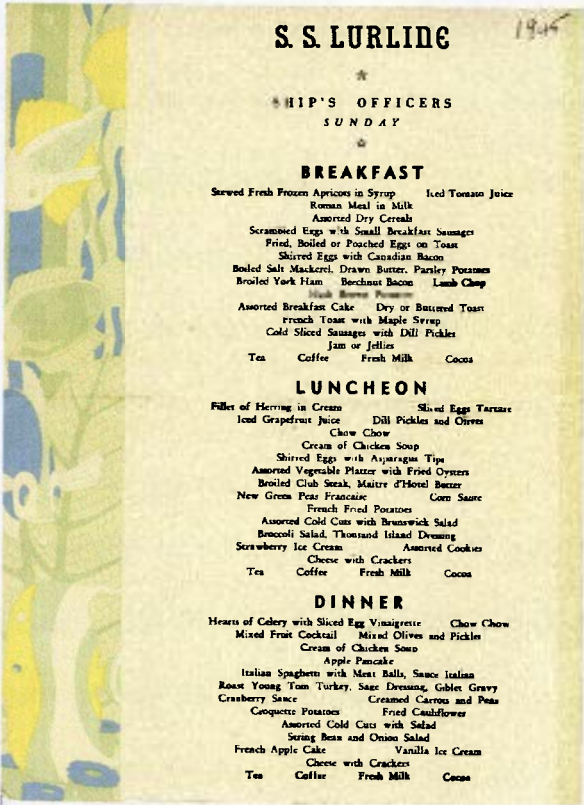 1945
S. S. LURLINE
SHIP'S OFFICERS
SUNDAY
BREAKFAST
Stewed Fresh Frozen Apricots in Syrup Iced Tomato Juice
Roman Meal in Milk
Assorted Dry Cereals
Scrambled Eggs with Small Breakfast Sausages
Fried, Boiled or Poached Eggs on Toast
Shirred Eggs with Canadian Bacon
Boiled Salt Mackerel, Drawn Butter, Parsley Potatoes
Broiled York Ham Beechnut Bacon Lamb Chop
Hash Brown Potatoes
Assorted Breakfast Cake Dry or Buttered Toast
French Toast with Maple Syrup
Cold Sliced Sausages with Dill Pickles
Jam or Jellies
Tea Coffee Fresh Milk Cocoa
LUNCHEON
Fillet of Herring in Cream Sliced Eggs Tartare
Iced Grapefruit Juice Dill Pickles and Olives
Chow Chow
Cream of Chicken Soup
Shirred Eggs with Asparagus Tips
Assorted Vegetable Platter with Fried Oysters
Broiled Club Steak, Maitre d'Hotel Butter
New Green Peas Francaise Corn Saute
French Fried Potatoes
Assorted Cold Cuts with Brunswick Salad
Broccoli Salad, Thousand Island Dressing
Strawberry Ice Cream Assorted Cookies
Cheese with Crackers
Tea Coffee Fresh Milk Cocoa
DINNER
Hearts of Celery with Sliced Egg Vinaigrette Chow Chow
Mixed Fruit Cocktail Mixed Olives and Pickles
Cream of Chicken Soup
Apple Pancake
Italian Spaghetti with Meat Balls, Sauce Italian
Roast Young Tom Turkey, Sage Dressing, Giblet Gravy
Cranberry Sauce Creamed Carrots and Peas
Croquette Potatoes Fried Cauliflower
Assorted Cold Cuts with Salad
String Bean and Onion Salad
French Apple Cake Vanilla Ice Cream
Cheese with Crackers
Tea Coffee Fresh Milk Cocoa